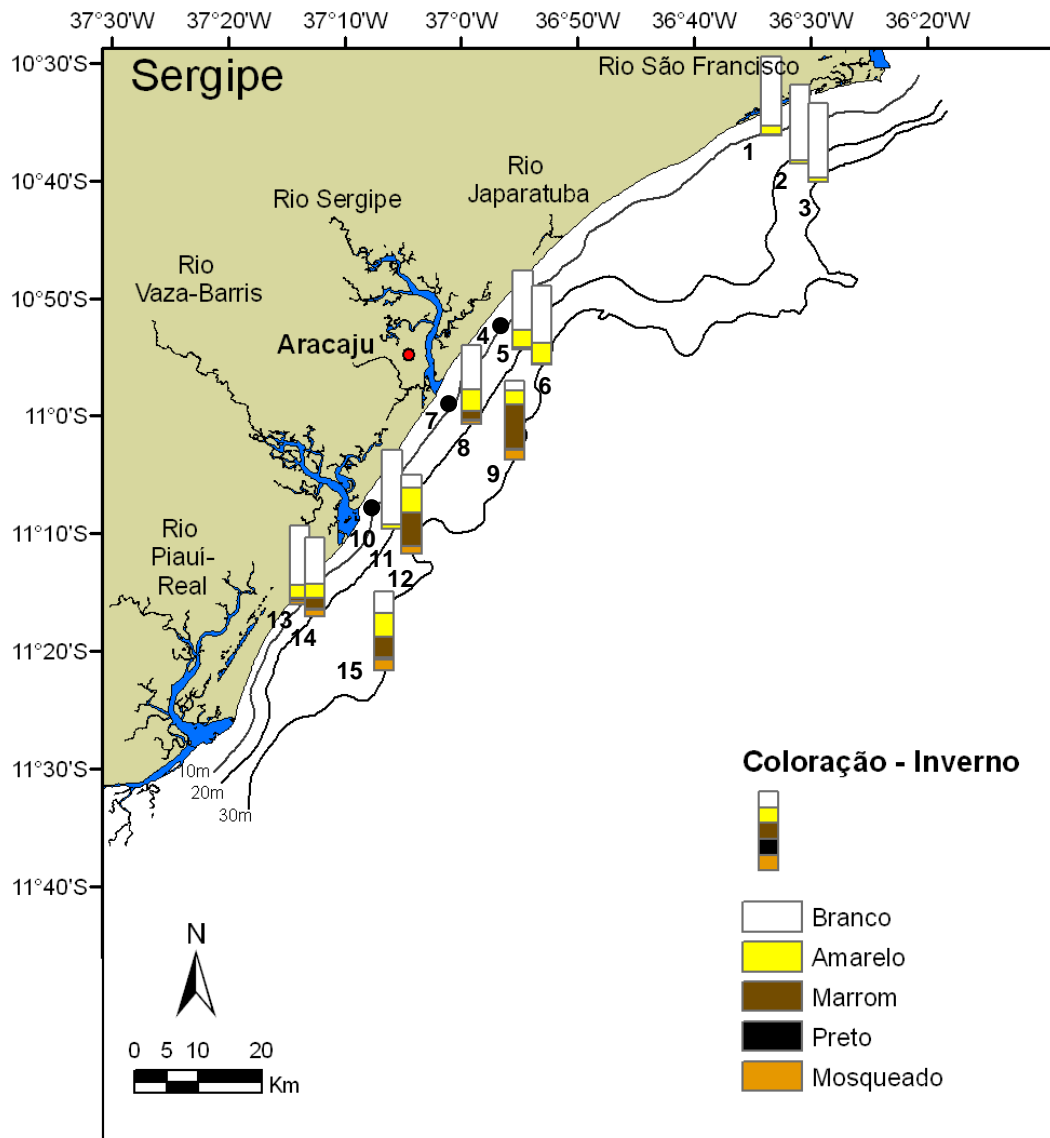 37°30'W 37°20'W 37°10'W 37°0'W 36°50'W 36°40'W 36°30'W 36°20'W
10°30'S
Sergipe
Rio São Francisco
1
2
3
10°40'S
Rio
Japaratuba
Rio Sergipe
Rio
Vaza-Barris
10°50'S
4
5
6
Aracaju
11°0'S
7
8
9
11°10'S
10
11
12
Rio
Piauí-
Real
13
14
15
11°20'S
11°30'S
10m
20m
30m
11°40'S
Coloração - Inverno
Branco
Amarelo
Marrom
Preto
Mosqueado
N
0 5 10 20
Km